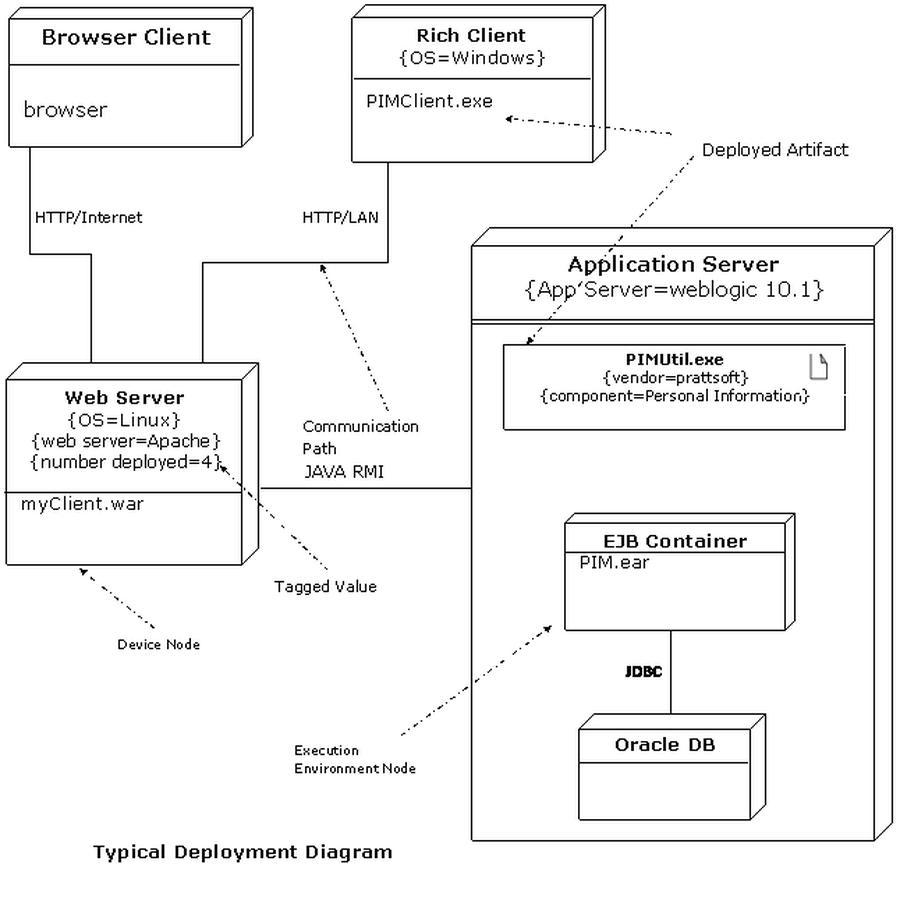 Browser Client
browser
Rich Client
{OS=Windows}
PIMClient.exe
Deployed Artifact
HTTP/Internet
HTTP/LAN
Application Server
{App Server=weblogic 10.1}
PIMUtil.exe
{vendor=prattsoft}
{component=Personal Information}
Web Server
{OS=Linux}
{web server=Apache}
{number deployed=4}
myClient.war
Communication
Path
JAVA RMI
EJB Container
PIM.ear
Tagged Value
Device Node
JDBC
Oracle DB
Execution
Environment Node
Typical Deployment Diagram